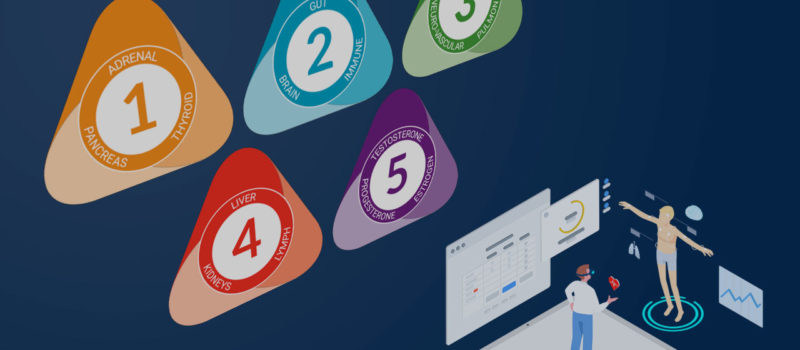 ADRENAL
1
PANCREAS
THYROID
GUT
2
BRAIN
IMMUNE
3
NEURO-VASCULAR
LIVER
4
KIDNEYS
LYMPH
TESTOSTERONE
5
PROGESTERONE
ESTROGEN